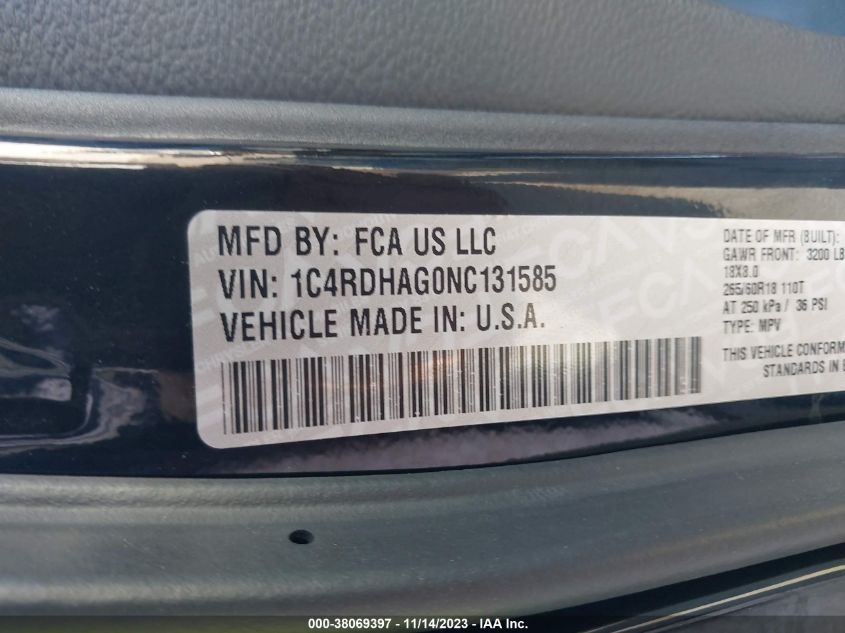 MFD BY: FCA US LLC
VIN: 1C4RDHAG0NC131585
VEHICLE MADE IN: U.S.A.
DATE OF MFR (BUILT):
GAWR FRONT: 3200 LB
18X8.0
265/60R18 110T
AT 250 kPa / 36 PSI
TYPE: MPV
THIS VEHICLE CONFORM
STANDARDS IN E
000-38069397 - 11/14/2023 - IAA Inc.